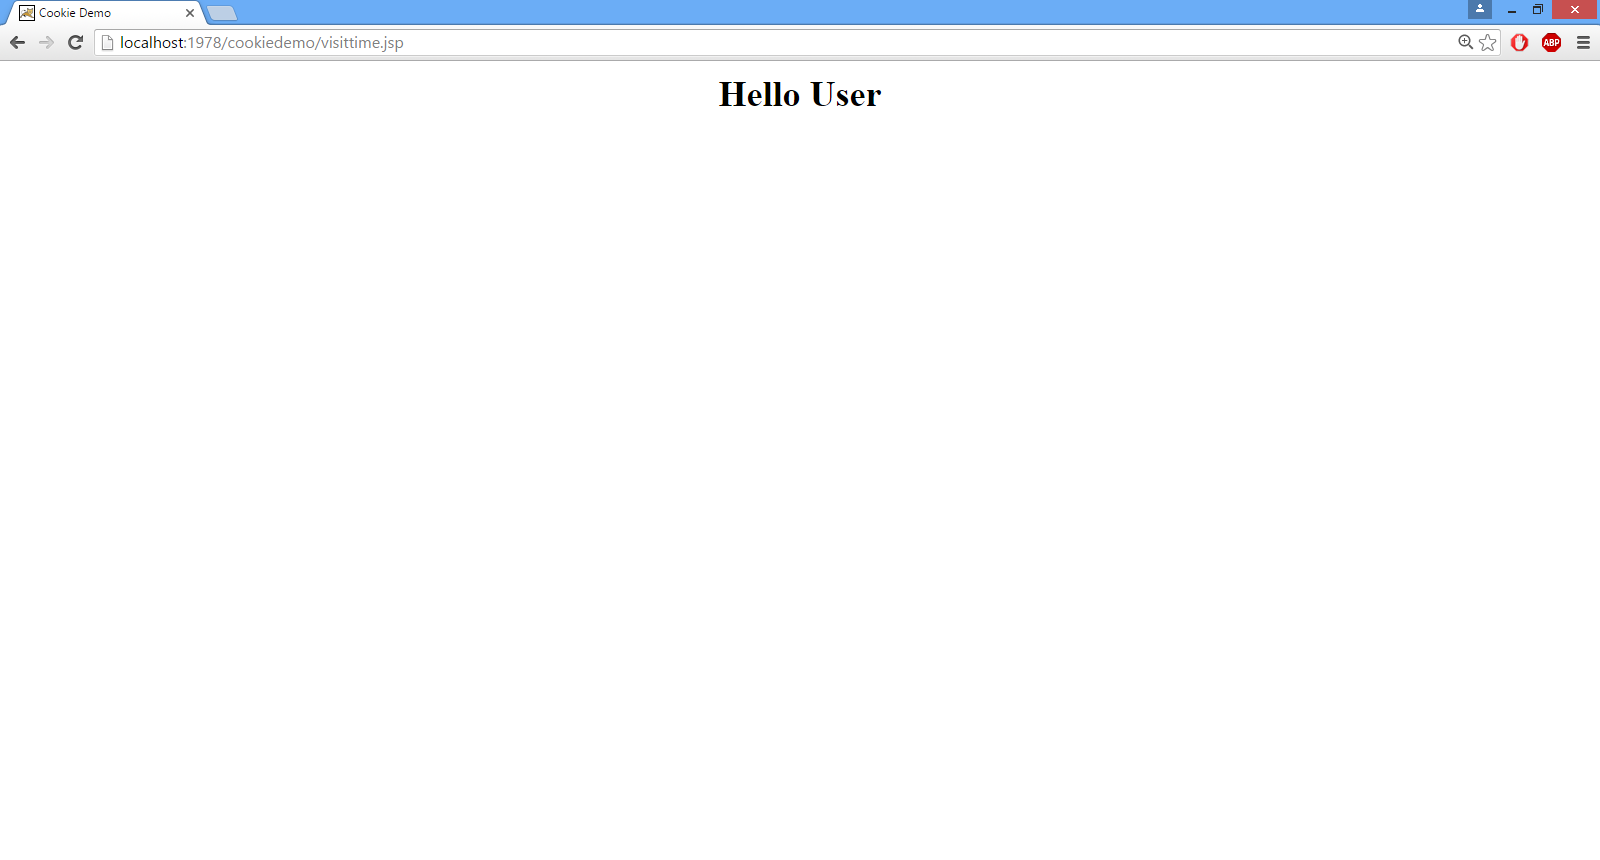 Cookie Demo
localhost:1978/cookiedemo/visittime.jsp
ABP
Hello User